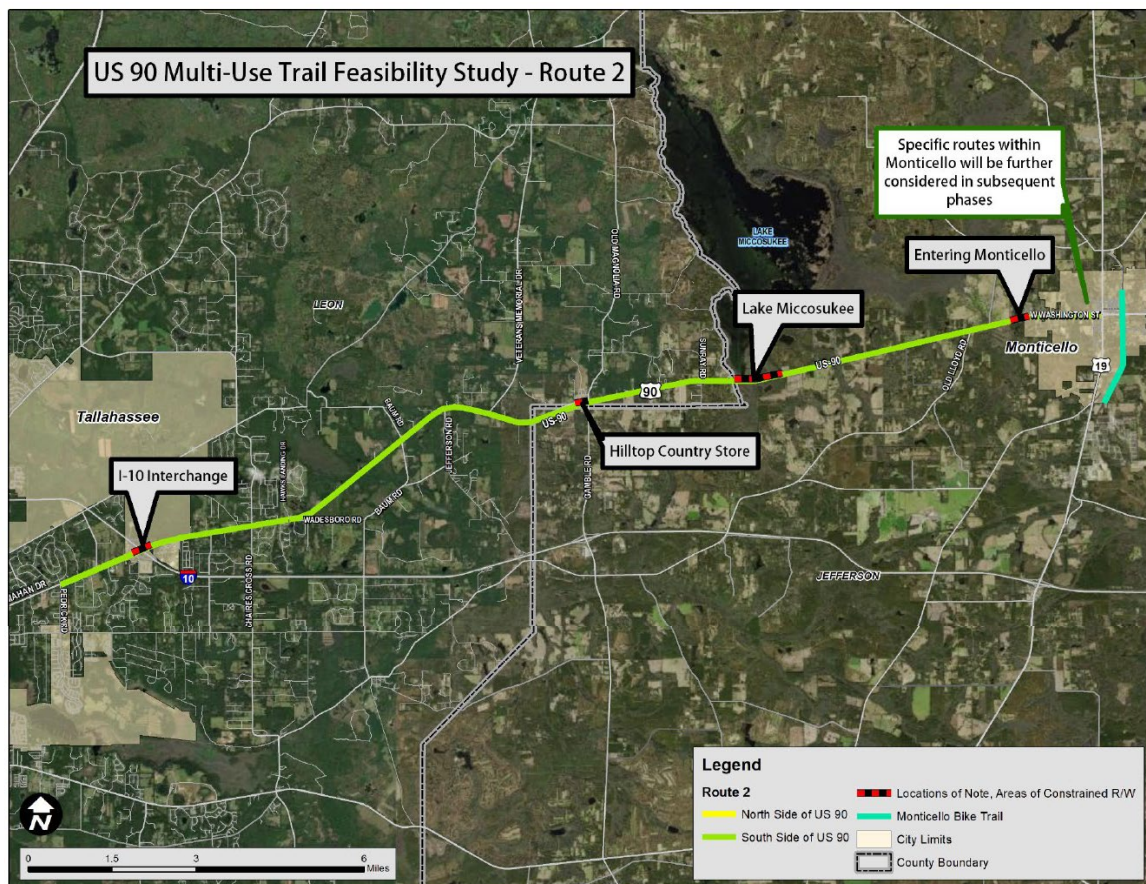 US 90 Multi-Use Trail Feasibility Study - Route 2
Specific routes within
Monticello will be further
considered in subsequent
phases
Entering Monticello
LAKE
MICCOSUKEE
Lake Miccosukee
W WASHINGTON ST
Monticello
19
OLD LLOYD RD
US-90
SUNRAY RD
OLD MAGNOLIA RD
VETERANS MEMORIAL DR
LEON
90
US-90
Hilltop Country Store
GAMBLE RD
BAUM RD
JEFFERSON RD
BAUM RD
Tallahassee
I-10 Interchange
HAWKS LANDING DR
WADESBORO RD
CHAIRES CROSS RD
10
MAHAN DR
PEDRICK RD
JEFFERSON
N
0
1.5
3
6
Miles
Legend
Route 2
North Side of US 90
South Side of US 90
Locations of Note, Areas of Constrained R/W
Monticello Bike Trail
City Limits
County Boundary